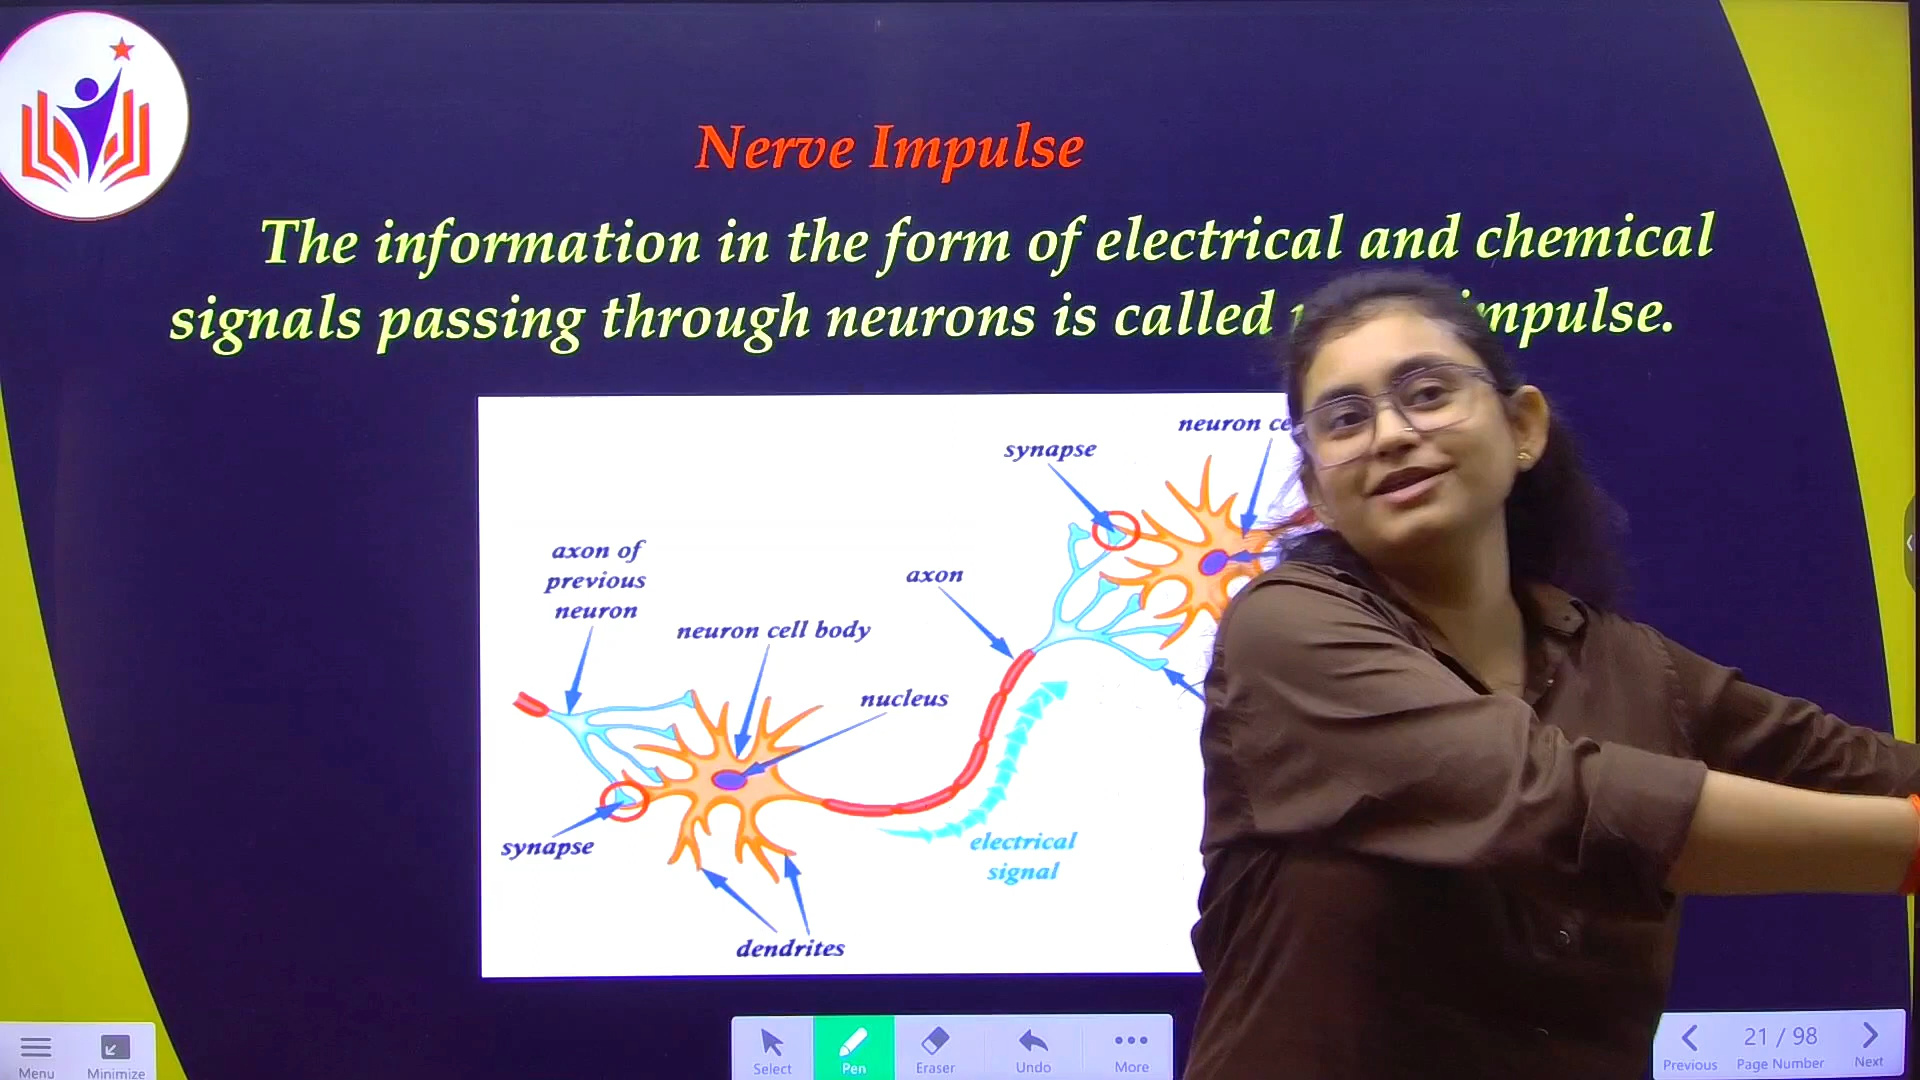 Nerve Impulse
The information in the form of electrical and chemical
signals passing through neurons is called impulse.
neuron
synapse
axon of
previous
neuron
axon
neuron cell body
nucleus
synapse
electrical
signal
dendrites
Menu
Minimize
Select
Pen
Eraser
Undo
More
Previous
21 / 98
Page Number
Next